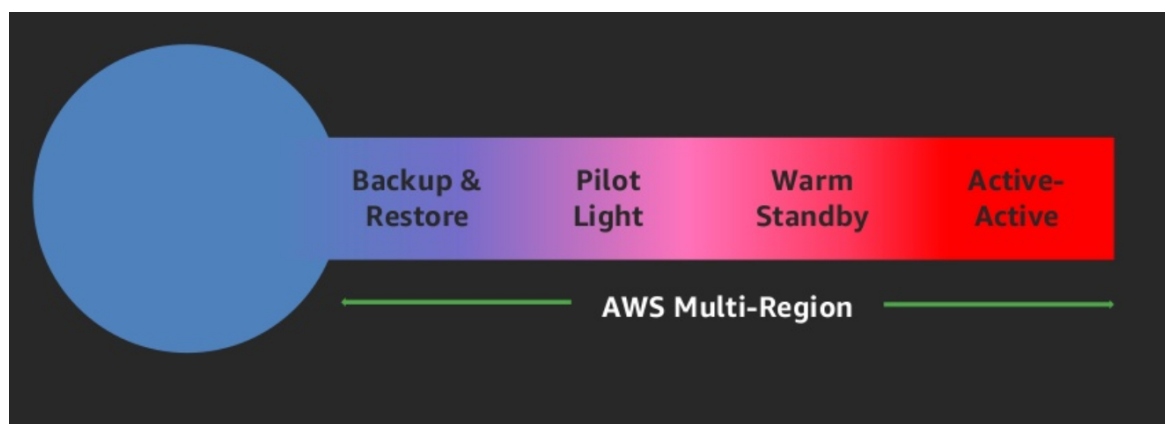 Backup &
Restore
Pilot
Light
Warm
Standby
Active-
Active
AWS Multi-Region